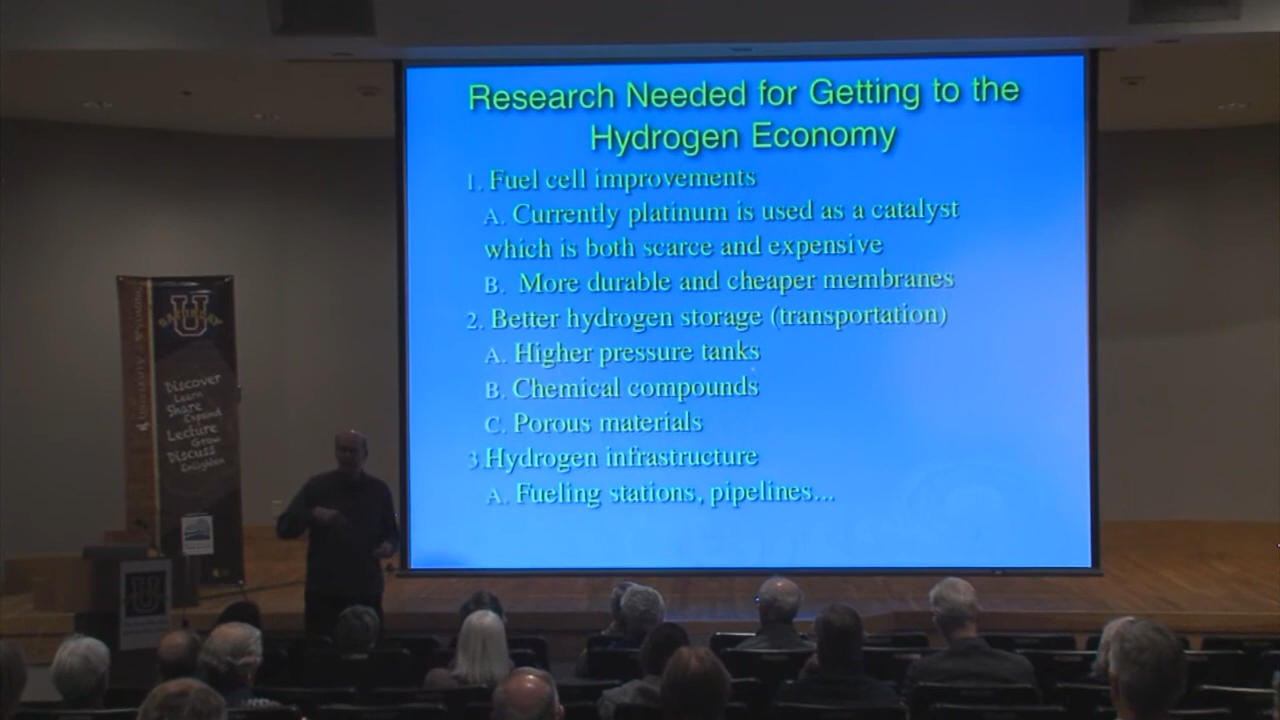 Research Needed for Getting to the
Hydrogen Economy
1. Fuel cell improvements
A. Currently platinum is used as a catalyst
which is both scarce and expensive
B. More durable and cheaper membranes
2. Better hydrogen storage (transportation)
A. Higher pressure tanks
B. Chemical compounds
C. Porous materials
3 Hydrogen infrastructure
A. Fueling stations, pipelines...
U
SATURDAY
Discover
Learn
Share
Expand
Lecture
Grow
Discuss
Enlighten
U